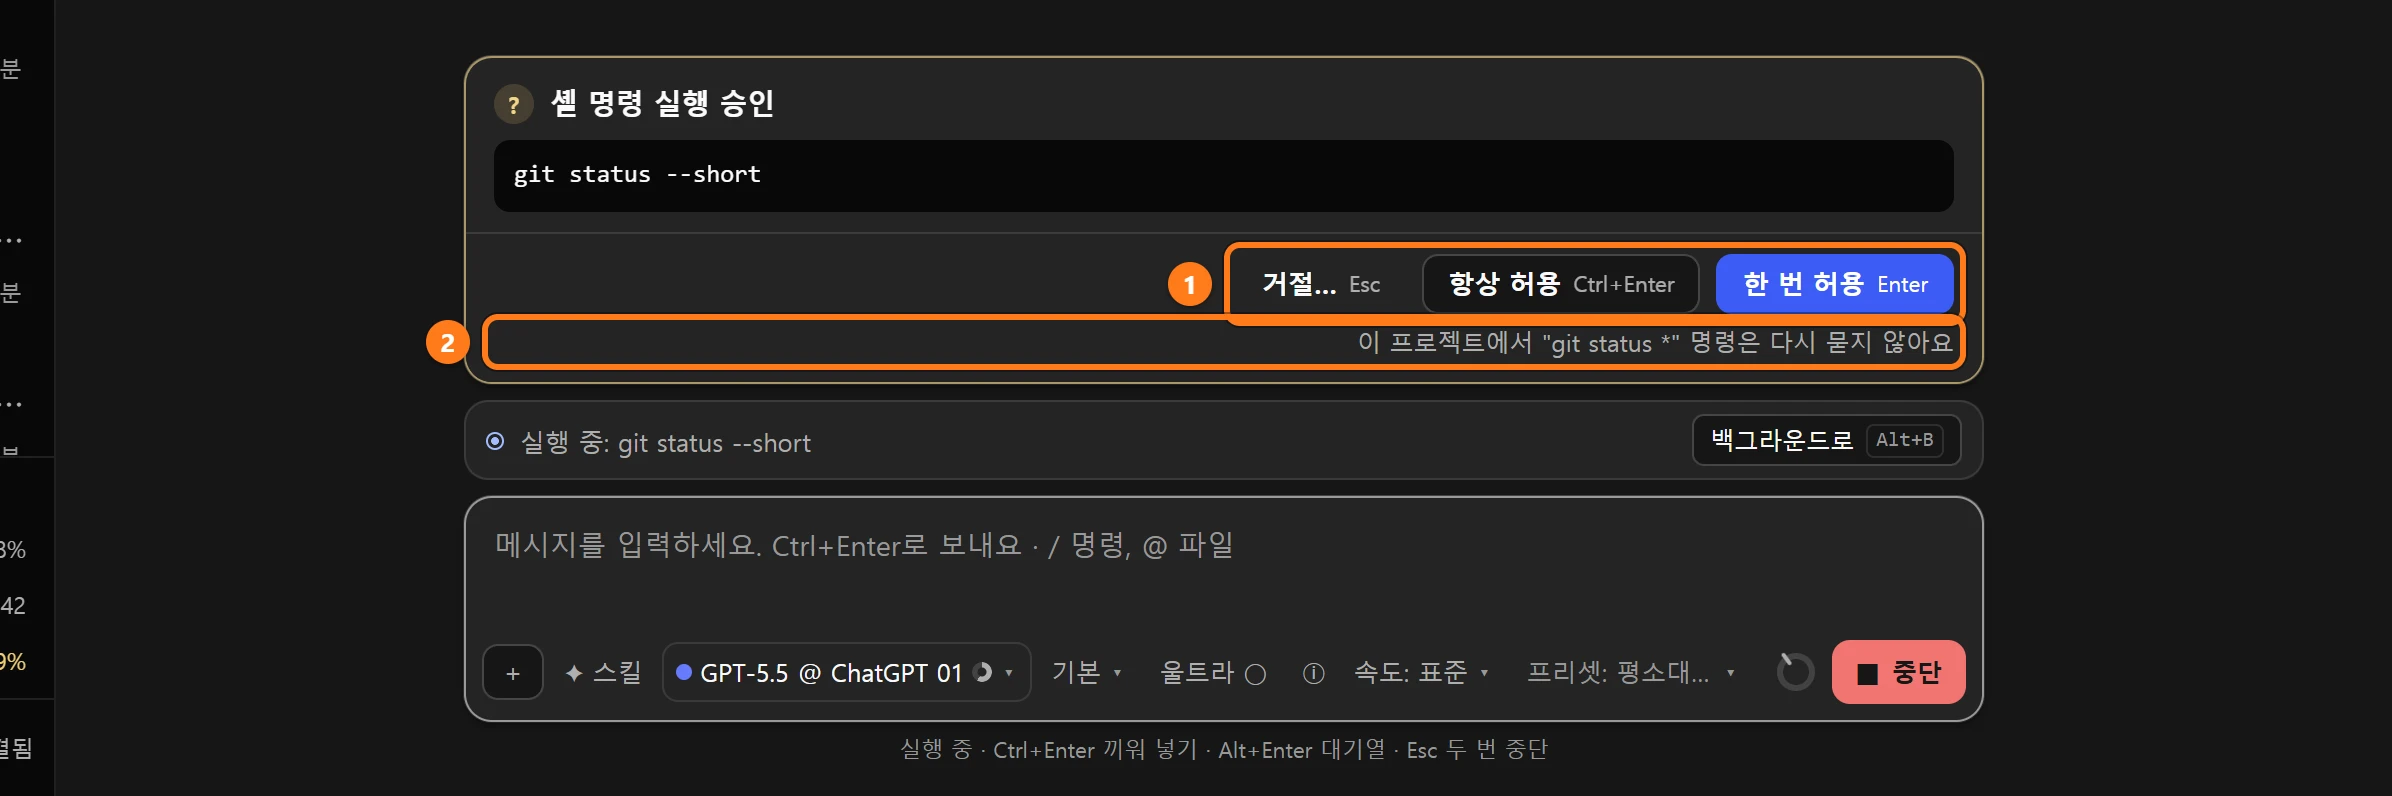 분
셸 명령 실행 승인
git status --short
...
1 거절... Esc 항상 허용 Ctrl+Enter 한 번 허용 Enter
분
2 이 프로젝트에서 "git status *" 명령은 다시 묻지 않아요
...
실행 중: git status --short 백그라운드로 Alt+B
메시지를 입력하세요. Ctrl+Enter로 보내요 · / 명령, @ 파일
42
+ 스킬 GPT-5.5 @ ChatGPT 01 기본 울트라 속도: 표준 프리셋: 평소대... 중단
9%
실행 중 · Ctrl+Enter 끼워 넣기 · Alt+Enter 대기열 · Esc 두 번 중단